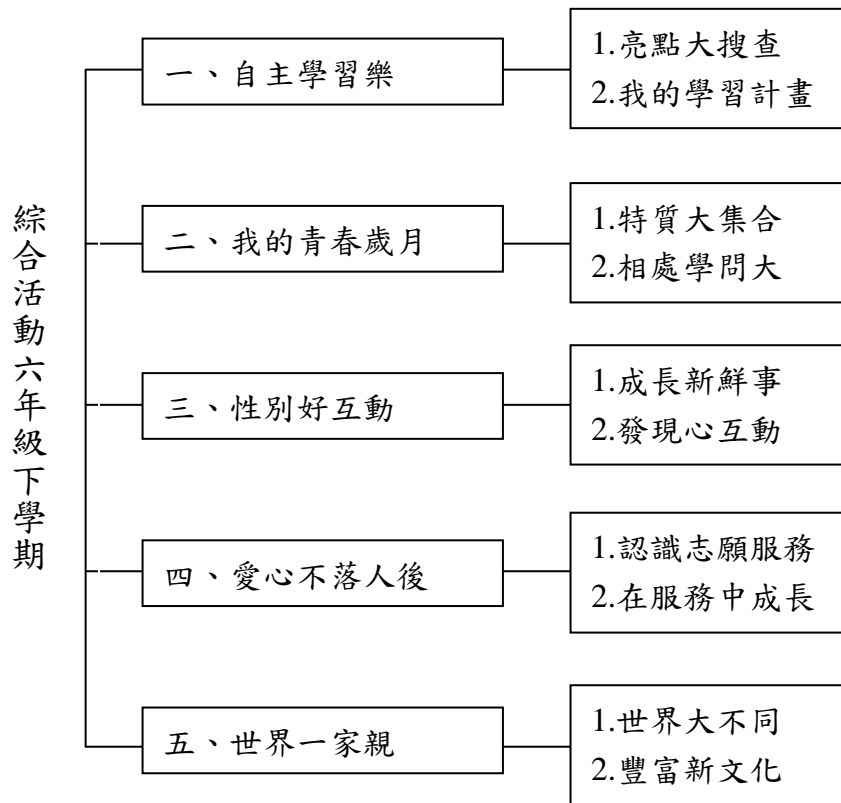 綜合活動六年級下學期
一、自主學習樂
1.亮點大搜查
2.我的學習計畫
二、我的青春歲月
1.特質大集合
2.相處學問大
三、性別好互動
1.成長新鮮事
2.發現心互動
四、愛心不落人後
1.認識志願服務
2.在服務中成長
五、世界一家親
1.世界大不同
2.豐富新文化